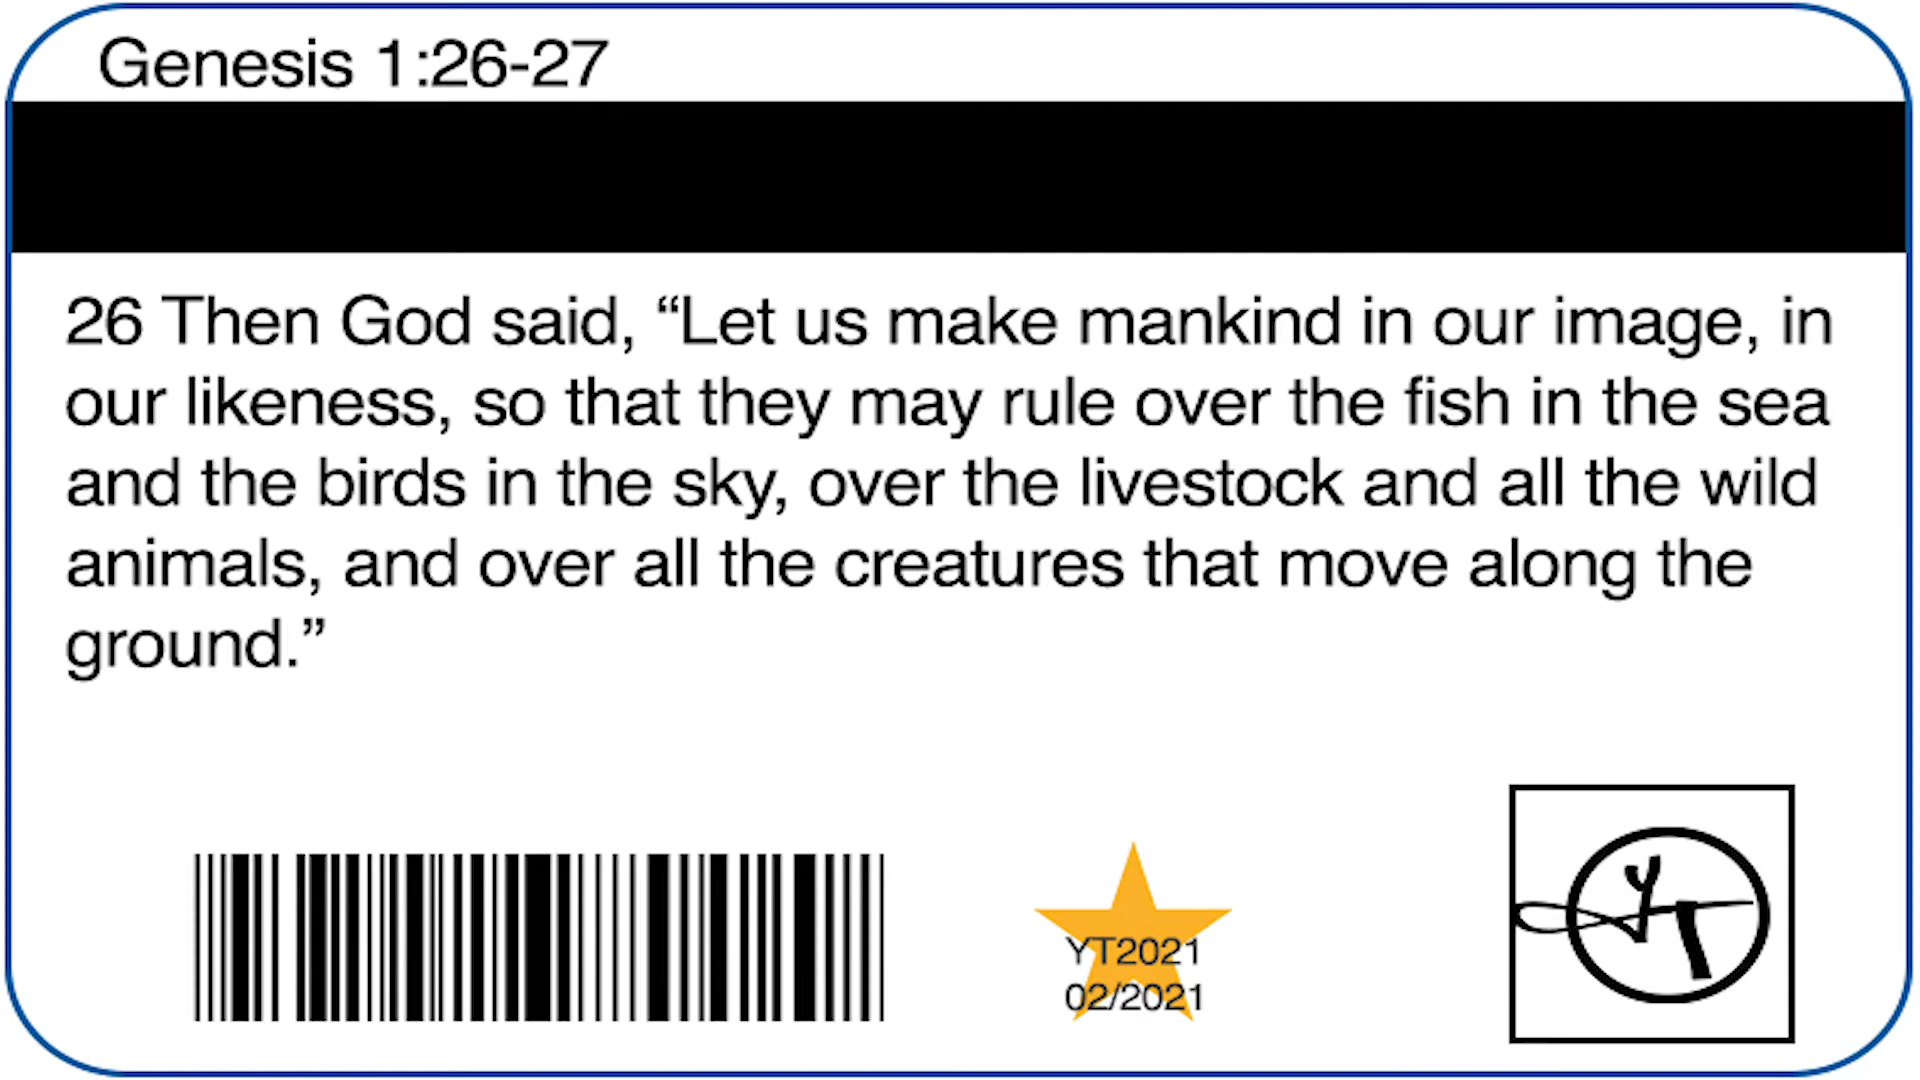 Genesis 1:26-27
26 Then God said, “Let us make mankind in our image, in
our likeness, so that they may rule over the fish in the sea
and the birds in the sky, over the livestock and all the wild
animals, and over all the creatures that move along the
ground.”
YT2021
02/2021
YT